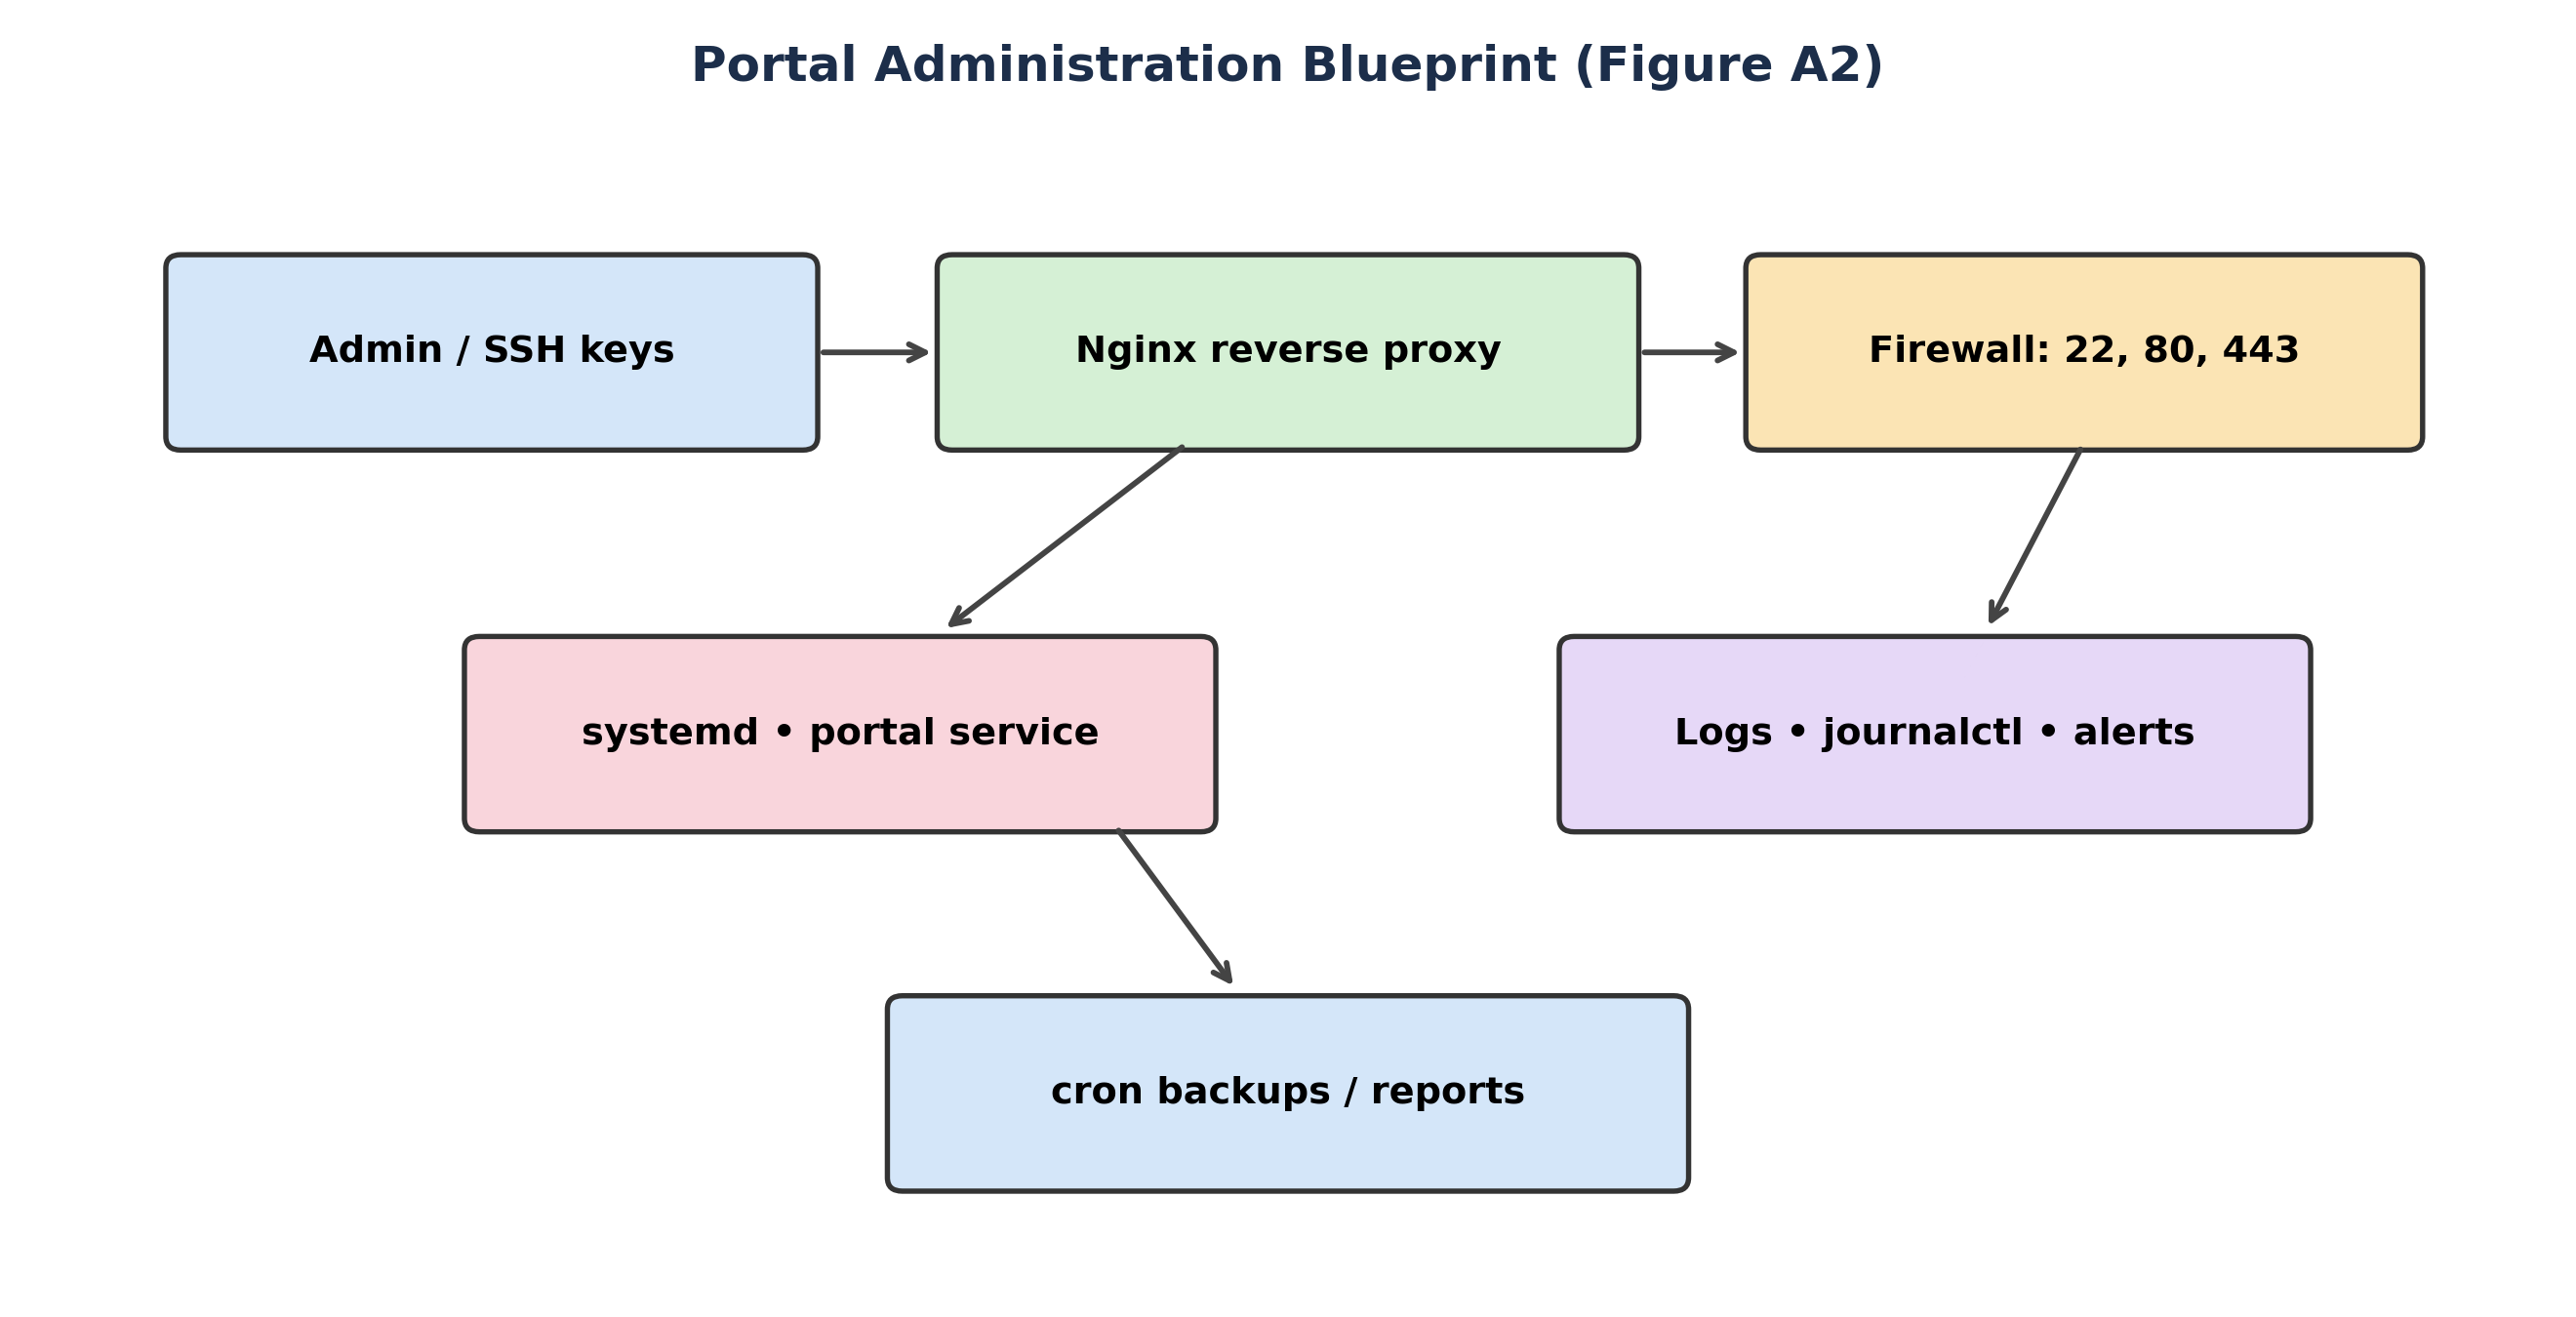 Portal Administration Blueprint (Figure A2)
Admin / SSH keys
Nginx reverse proxy
Firewall: 22, 80, 443
systemd • portal service
Logs • journalctl • alerts
cron backups / reports